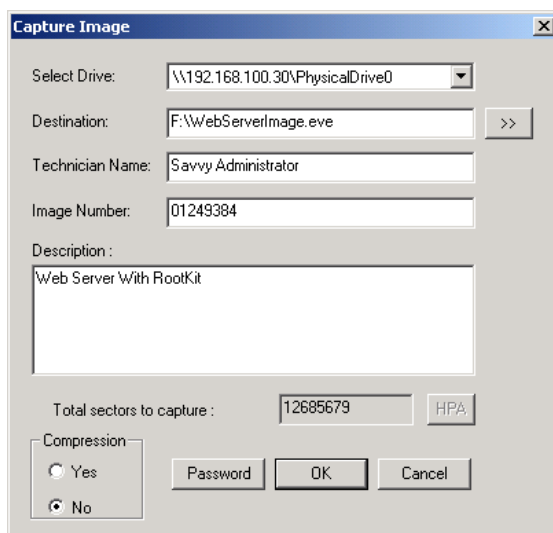 Capture Image
Select Drive: \\192.168.100.30\PhysicalDrive0
Destination: F:\WebServerImage.eve >>
Technician Name: Savvy Administrator
Image Number: 01249384
Description :
Web Server With RootKit
Total sectors to capture : 12685679 HPA
Compression
Yes
No
Password OK Cancel